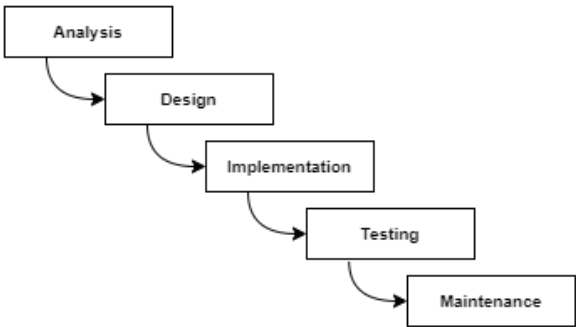 Analysis
Design
Implementation
Testing
Maintenance